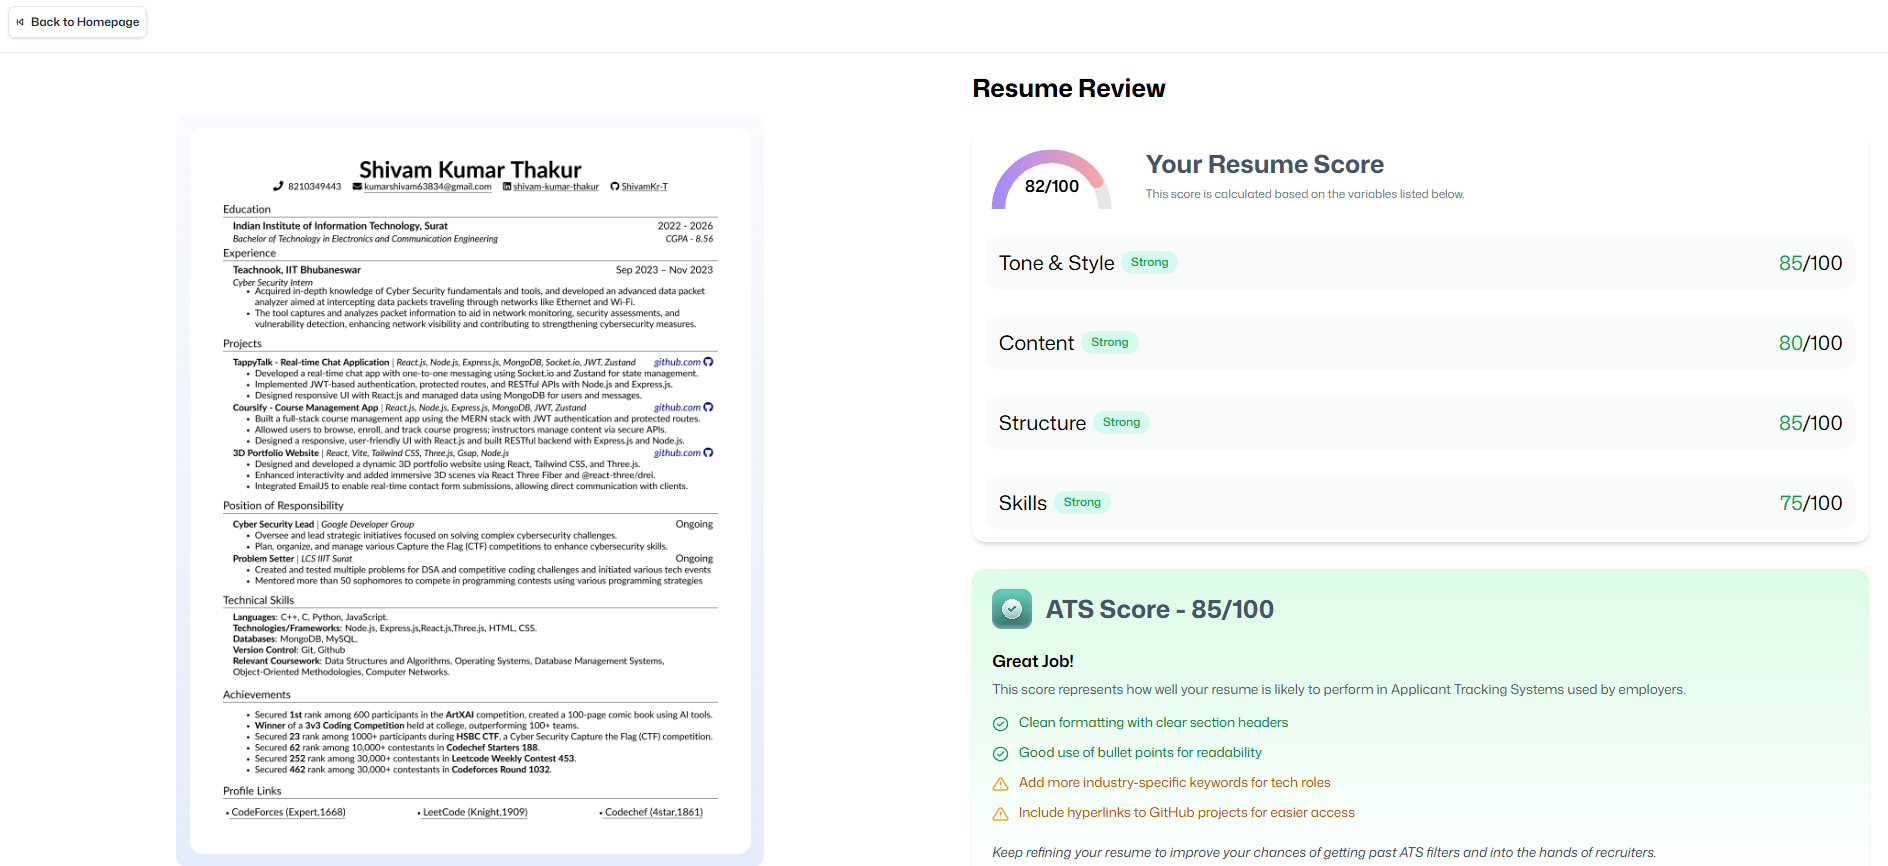 Back to Homepage
Shivam Kumar Thakur
8210349443 kumarshivam63834@gmail.com shivam-kumar-thakur ShivamKr-T
Education
Indian Institute of Information Technology, Surat 2022 - 2026
Bachelor of Technology in Electronics and Communication Engineering CGPA - 8.56
Experience
Teachnook, IIT Bhubaneswar Sep 2023 – Nov 2023
Cyber Security Intern
• Acquired in-depth knowledge of Cyber Security fundamentals and tools, and developed an advanced data packet
analyzer aimed at intercepting data packets traveling through networks like Ethernet and Wi-Fi.
• The tool captures and analyzes packet information to aid in network monitoring, security assessments, and
vulnerability detection, enhancing network visibility and contributing to strengthening cybersecurity measures.
Projects
TappyTalk - Real-time Chat Application | React.js, Node.js, Express.js, MongoDB, Socket.io, JWT, Zustand github.com
• Developed a real-time chat app with one-to-one messaging using Socket.io and Zustand for state management.
• Implemented JWT-based authentication, protected routes, and RESTful APIs with Node.js and Express.js.
• Designed responsive UI with React.js and managed data using MongoDB for users and messages.
Coursify - Course Management App | React.js, Node.js, Express.js, MongoDB, JWT, Zustand github.com
• Built a full-stack course management app using the MERN stack with JWT authentication and protected routes.
• Allowed users to browse, enroll, and track course progress; instructors manage content via secure APIs.
• Designed a responsive, user-friendly UI with React.js and built RESTful backend with Express.js and Node.js.
3D Portfolio Website | React, Vite, Tailwind CSS, Three.js, Gsap, Node.js github.com
• Designed and developed a dynamic 3D portfolio website using React, Tailwind CSS, and Three.js.
• Enhanced interactivity and added immersive 3D scenes via React Three Fiber and @react-three/drei.
• Integrated EmailJS to enable real-time contact form submissions, allowing direct communication with clients.
Position of Responsibility
Cyber Security Lead | Google Developer Group Ongoing
• Oversee and lead strategic initiatives focused on solving complex cybersecurity challenges.
• Plan, organize, and manage various Capture the Flag (CTF) competitions to enhance cybersecurity skills.
Problem Setter | LCS IIIT Surat Ongoing
• Created and tested multiple problems for DSA and competitive coding challenges and initiated various tech events
• Mentored more than 50 sophomores to compete in programming contests using various programming strategies
Technical Skills
Languages: C++, C, Python, JavaScript.
Technologies/Frameworks: Node.js, Express.js,React.js,Three.js, HTML, CSS.
Databases: MongoDB, MySQL.
Version Control: Git, Github
Relevant Coursework: Data Structures and Algorithms, Operating Systems, Database Management Systems,
Object-Oriented Methodologies, Computer Networks.
Achievements
• Secured 1st rank among 600 participants in the ArtXAI competition, created a 100-page comic book using AI tools.
• Winner of a 3v3 Coding Competition held at college, outperforming 100+ teams.
• Secured 23 rank among 1000+ participants during HSBC CTF, a Cyber Security Capture the Flag (CTF) competition.
• Secured 62 rank among 10,000+ contestants in Codechef Starters 188.
• Secured 252 rank among 30,000+ contestants in Leetcode Weekly Contest 453.
• Secured 462 rank among 30,000+ contestants in Codeforces Round 1032.
Profile Links
• CodeForces (Expert,1668) • LeetCode (Knight,1909) • Codechef (4star,1861)
Resume Review
82/100
Your Resume Score
This score is calculated based on the variables listed below.
Tone & Style Strong 85/100
Content Strong 80/100
Structure Strong 85/100
Skills Strong 75/100
ATS Score - 85/100
Great Job!
This score represents how well your resume is likely to perform in Applicant Tracking Systems used by employers.
Clean formatting with clear section headers
Good use of bullet points for readability
Add more industry-specific keywords for tech roles
Include hyperlinks to GitHub projects for easier access
Keep refining your resume to improve your chances of getting past ATS filters and into the hands of recruiters.